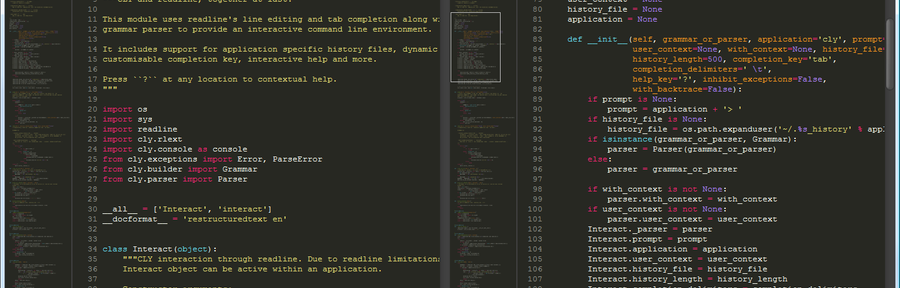 11 This module uses readline's line editing and tab completion along wi
12 grammar parser to provide an interactive command line environment.
13
14 It includes support for application specific history files, dynamic
15 customisable completion key, interactive help and more.
16
17 Press ``?`` at any location to contextual help.
18 """
19
20 import os
21 import sys
22 import readline
23 import cly.rlext
24 import cly.console as console
25 from cly.exceptions import Error, ParseError
26 from cly.builder import Grammar
27 from cly.parser import Parser
28
29
30 __all__ = ['Interact', 'interact']
31 __docformat__ = 'restructuredtext en'
32
33
34 class Interact(object):
35 """CLY interaction through readline. Due to readline limitations
36 Interact object can be active within an application.
37
80 history_file = None
81 application = None
82
83 def __init__(self, grammar_or_parser, application='cly', prompt
84 user_context=None, with_context=None, history_file
85 history_length=500, completion_key='tab',
86 completion_delimiters=' \t',
87 help_key='?', inhibit_exceptions=False,
88 with_backtrace=False):
89 if prompt is None:
90 prompt = application + '> '
91 if history_file is None:
92 history_file = os.path.expanduser('~/.%s_history' % appl
93 if isinstance(grammar_or_parser, Grammar):
94 parser = Parser(grammar_or_parser)
95 else:
96 parser = grammar_or_parser
97
98 if with_context is not None:
99 parser.with_context = with_context
100 if user_context is not None:
101 parser.user_context = user_context
102 Interact._parser = parser
103 Interact.prompt = prompt
104 Interact.application = application
105 Interact.user_context = user_context
106 Interact.history_file = history_file
107 Interact.history_length = history_length